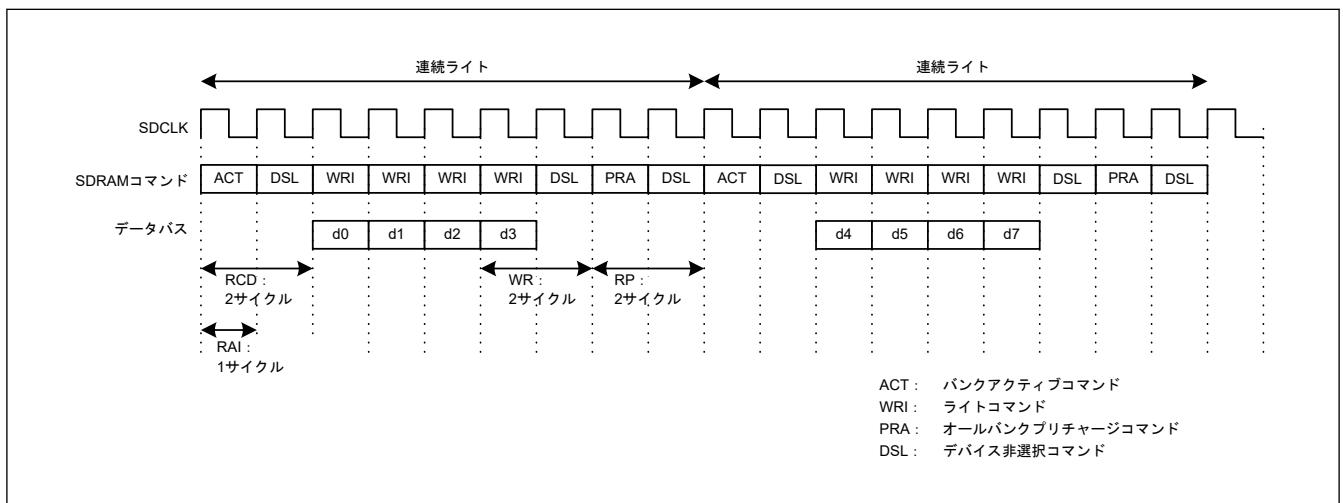 連続ライト 連続ライト
SDCLK
SDRAMコマンド ACT DSL WRI WRI WRI WRI DSL PRA DSL ACT DSL WRI WRI WRI WRI DSL PRA DSL
データバス d0 d1 d2 d3 d4 d5 d6 d7
RCD : WR : RP :
2サイクル 2サイクル 2サイクル
RAI :
1サイクル
ACT : バンクアクティブコマンド
WRI : ライトコマンド
PRA : オールバンクプリチャージコマンド
DSL : デバイス非選択コマンド